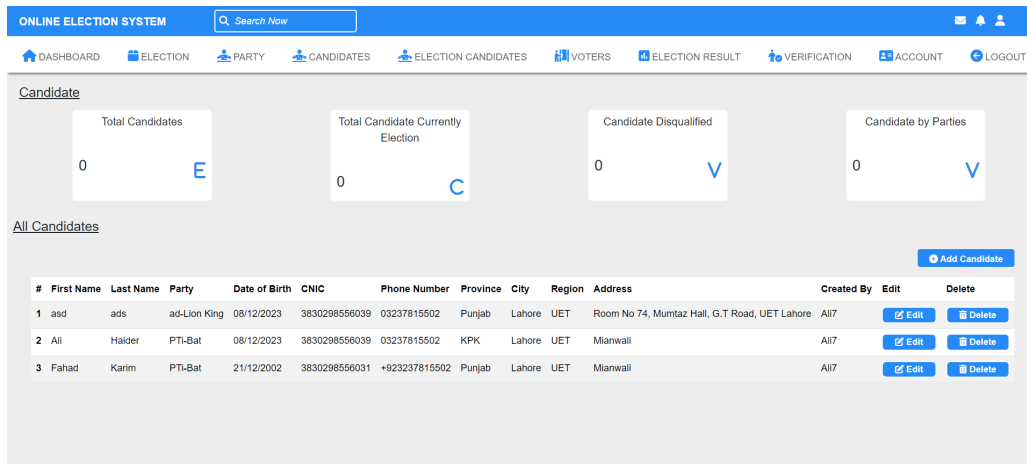 ONLINE ELECTION SYSTEM Search Now
DASHBOARD ELECTION PARTY CANDIDATES ELECTION CANDIDATES VOTERS ELECTION RESULT VERIFICATION ACCOUNT LOGOUT
Candidate
Total Candidates
0
E
Total Candidate Currently
Election
0
C
Candidate Disqualified
0
V
Candidate by Parties
0
V
All Candidates
Add Candidate
# First Name Last Name Party Date of Birth CNIC Phone Number Province City Region Address Created By Edit Delete
1 asd ads ad-Lion King 08/12/2023 3830298556039 03237815502 Punjab Lahore UET Room No 74, Mumtaz Hall, G.T Road, UET Lahore Ali7 Edit Delete
2 Ali Haider PTi-Bat 08/12/2023 3830298556039 03237815502 KPK Lahore UET Mianwali Ali7 Edit Delete
3 Fahad Karim PTi-Bat 21/12/2002 3830298556031 +923237815502 Punjab Lahore UET Mianwali Ali7 Edit Delete